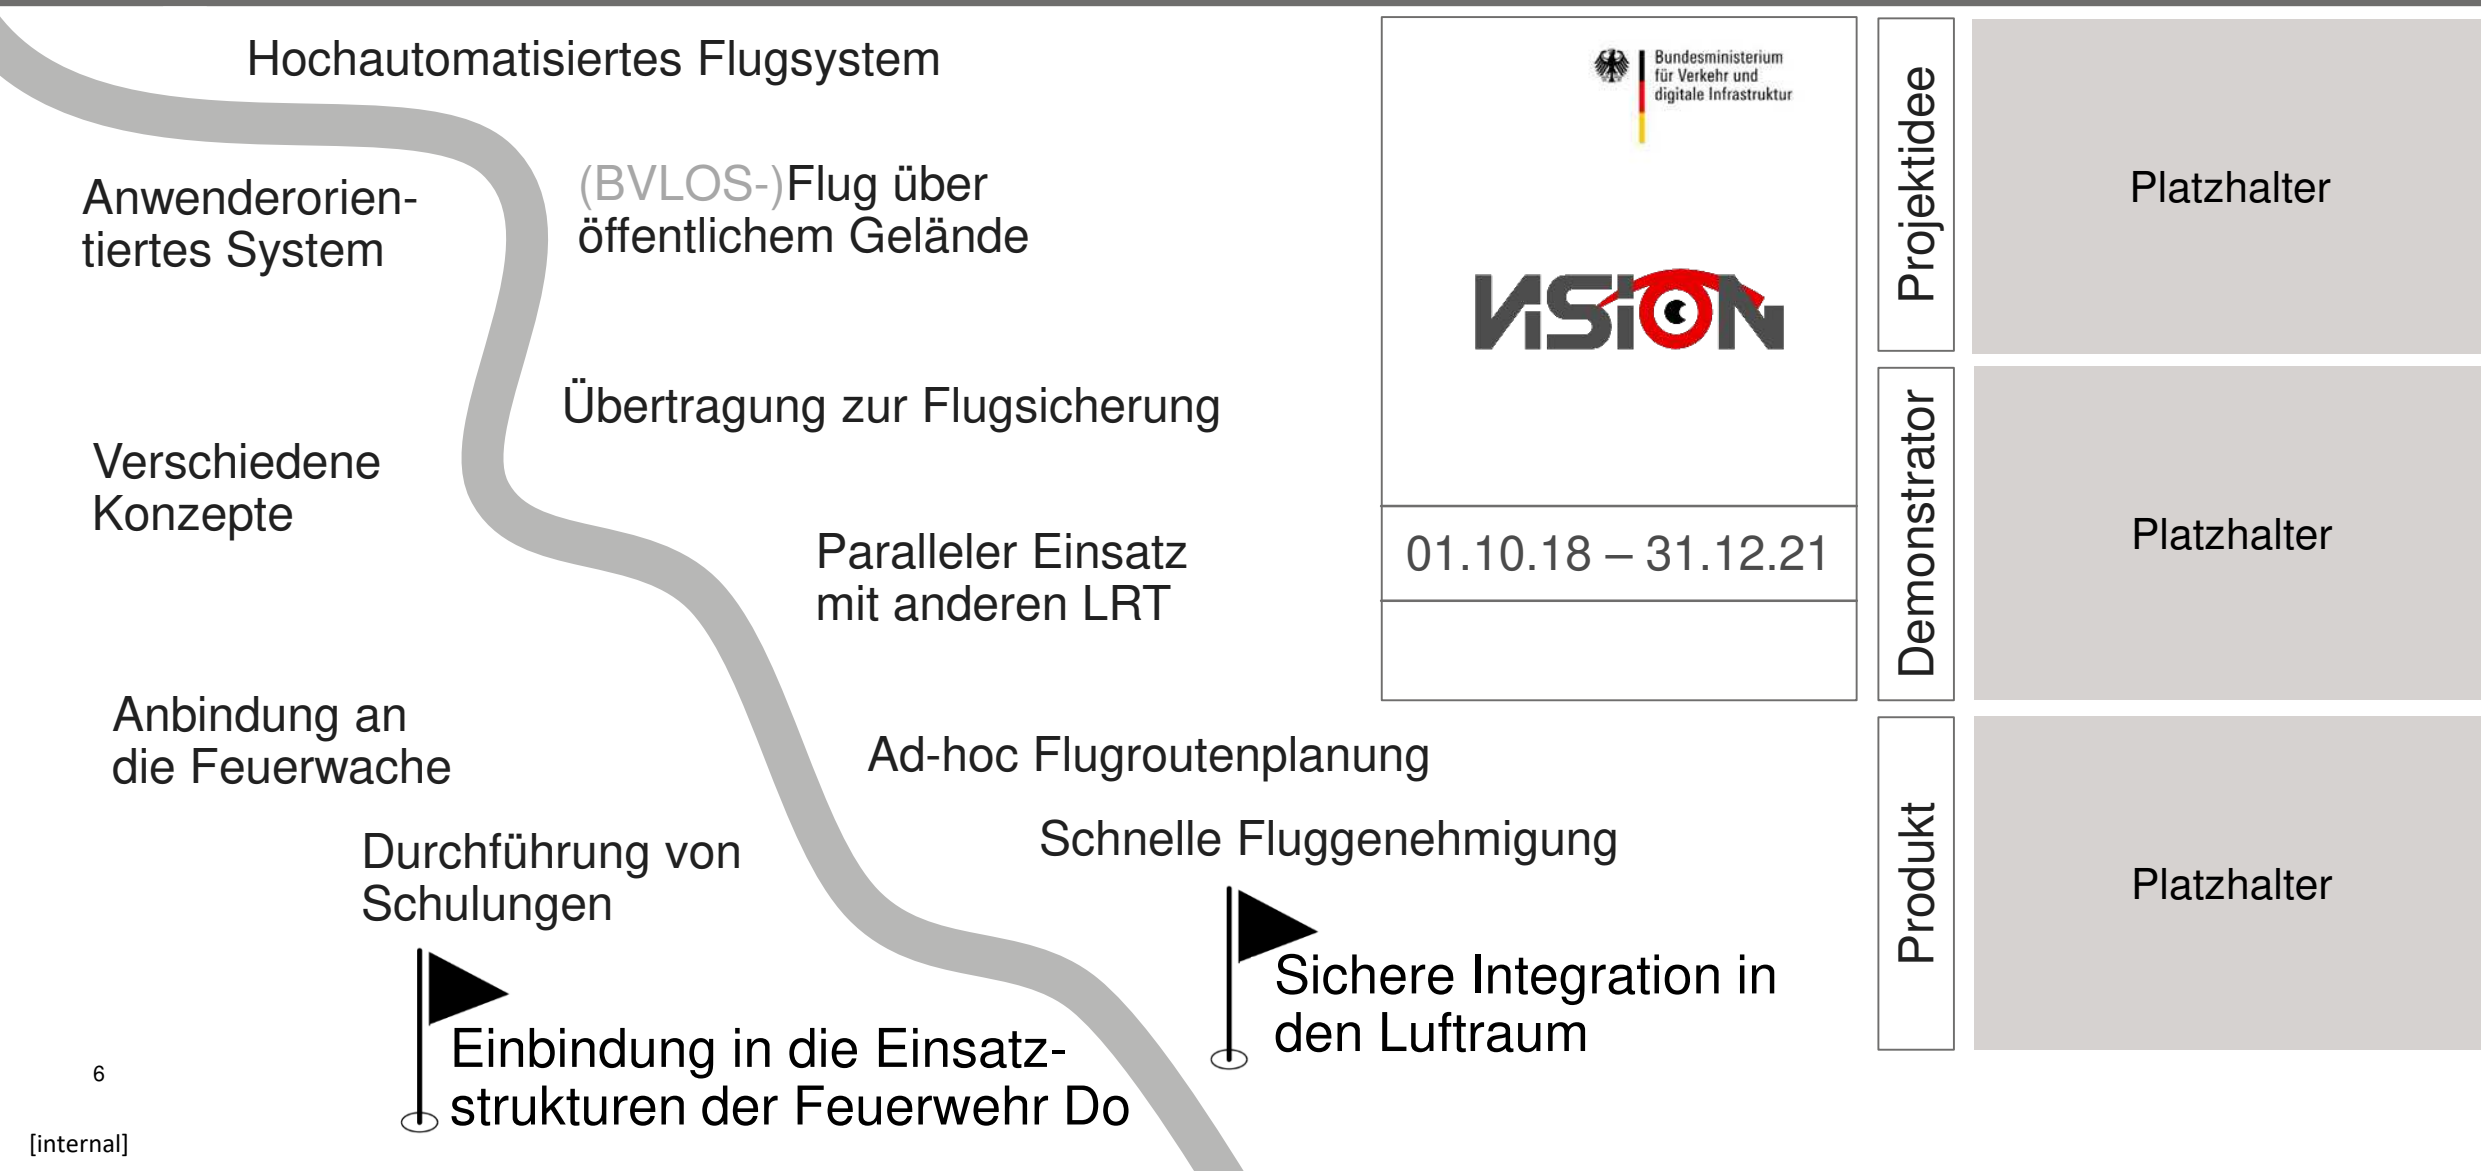 Hochautomatisiertes Flugsystem
Anwenderorien-
tiertes System
(BVLOS-)Flug über
öffentlichem Gelände
Übertragung zur Flugsicherung
Verschiedene
Konzepte
Paralleler Einsatz
mit anderen LRT
Anbindung an
die Feuerwache
Ad-hoc Flugroutenplanung
Durchführung von
Schulungen
Schnelle Fluggenehmigung
Einbindung in die Einsatz-
strukturen der Feuerwehr Do
Sichere Integration in
den Luftraum
Bundesministerium
für Verkehr und
digitale Infrastruktur
ViSiON
01.10.18 – 31.12.21
Projektidee
Platzhalter
Demonstrator
Platzhalter
Produkt
Platzhalter
6
[internal]